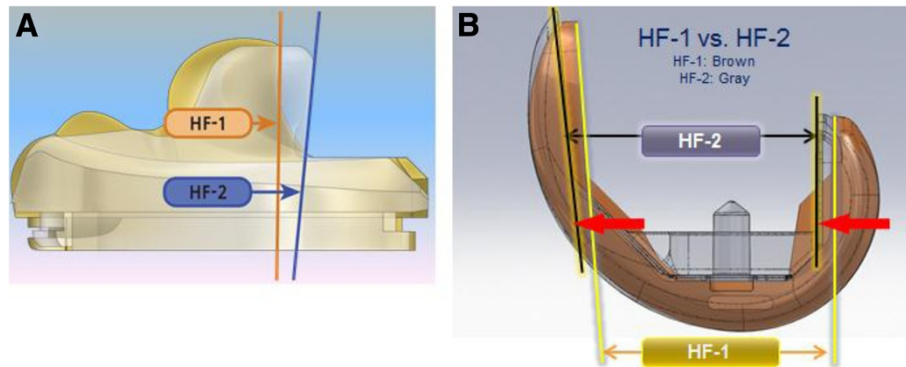 A
HF-1
HF-2
B
HF-1 vs. HF-2
HF-1: Brown
HF-2: Gray
HF-2
HF-1